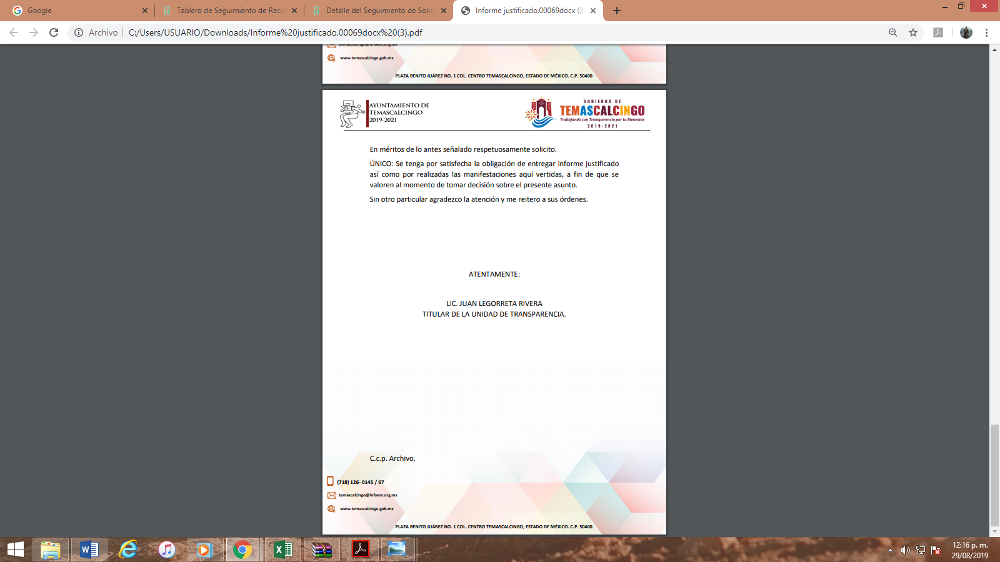 Google
Tablero de Seguimiento de Recu
Detalle del Seguimiento de Solic
Informe justificado.00069docx (3)
Archivo
C:/Users/USUARIO/Downloads/Informe%20justificado.00069docx%20(3).pdf
temascalcingo@infoem.org.mx
www.temascalcingo.gob.mx
PLAZA BENITO JUÁREZ NO. 1 COL. CENTRO TEMASCALCINGO, ESTADO DE MÉXICO. C.P. 50400
AYUNTAMIENTO DE
TEMASCALCINGO
2019-2021
GOBIERNO DE
TEMASCALCINGO
Trabajando con Transparencia por tu Bienestar
2019-2021
En méritos de lo antes señalado respetuosamente solicito.
ÚNICO: Se tenga por satisfecha la obligación de entregar informe justificado
así como por realizadas las manifestaciones aquí vertidas, a fin de que se
valoren al momento de tomar decisión sobre el presente asunto.
Sin otro particular agradezco la atención y me reitero a sus órdenes.
ATENTAMENTE:
LIC. JUAN LEGORRETA RIVERA
TITULAR DE LA UNIDAD DE TRANSPARENCIA.
C.c.p. Archivo.
(718) 126- 0145 / 67
temascalcingo@infoem.org.mx
www.temascalcingo.gob.mx
PLAZA BENITO JUÁREZ NO. 1 COL. CENTRO TEMASCALCINGO, ESTADO DE MÉXICO. C.P. 50400
12:16 p. m.
29/08/2019